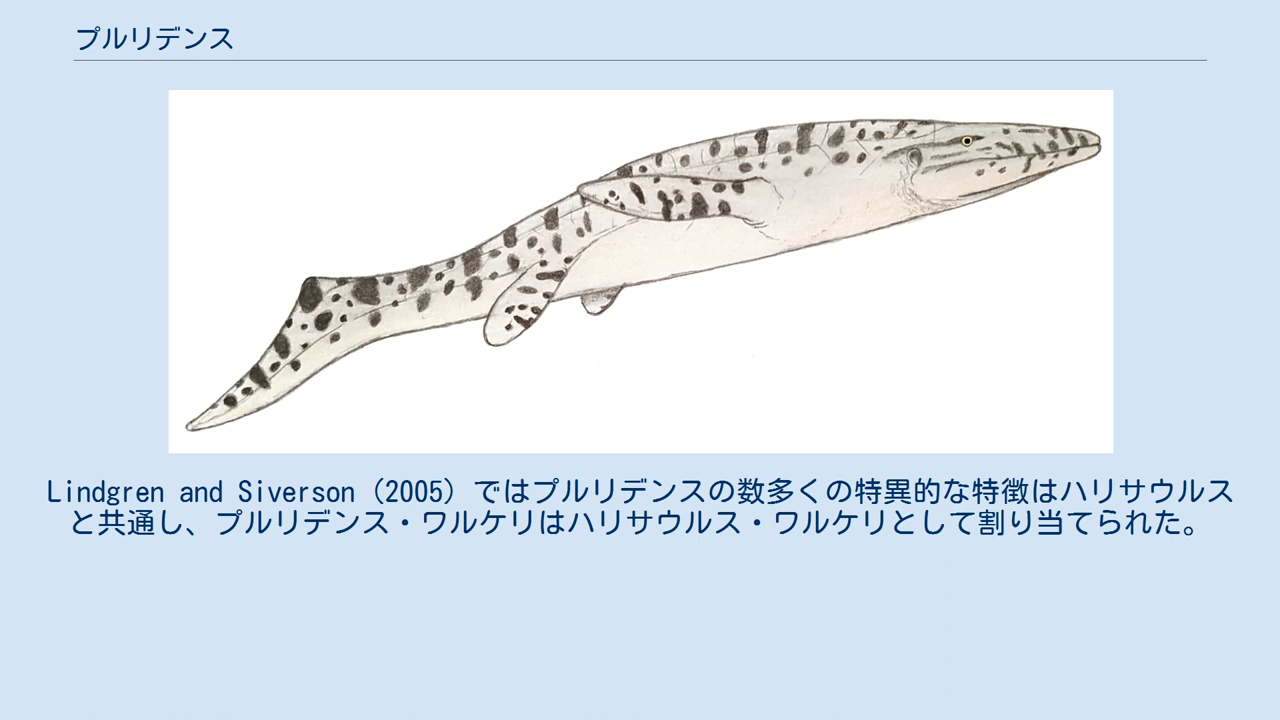 プルリデンス
Lindgren and Siverson（2005）ではプルリデンスの数多くの特異的な特徴はハリサウルス
と共通し、プルリデンス・ワルケリはハリサウルス・ワルケリとして割り当てられた。